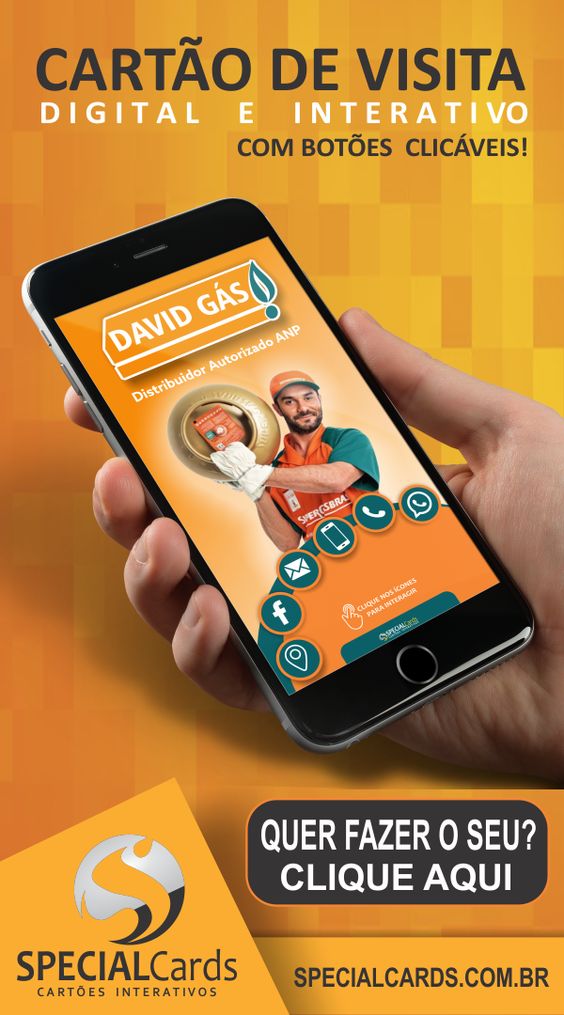 CARTÃO DE VISITA
DIGITAL E INTERATIVO
COM BOTÕES CLICÁVEIS!
DAVID GÁS
Distribuidor Autorizado ANP
CLIQUE NOS ÍCONES
PARA INTERAGIR
SPECIALCards
QUER FAZER O SEU?
CLIQUE AQUI
SPECIALCards
CARTÕES INTERATIVOS
SPECIALCARDS.COM.BR